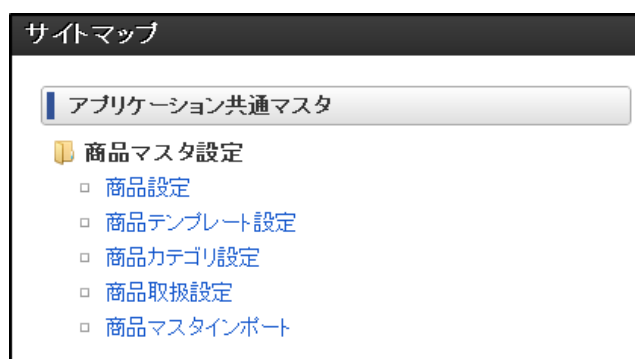 サイトマップ
アプリケーション共通マスタ
商品マスタ設定
商品設定
商品テンプレート設定
商品カテゴリ設定
商品取扱設定
商品マスタインポート